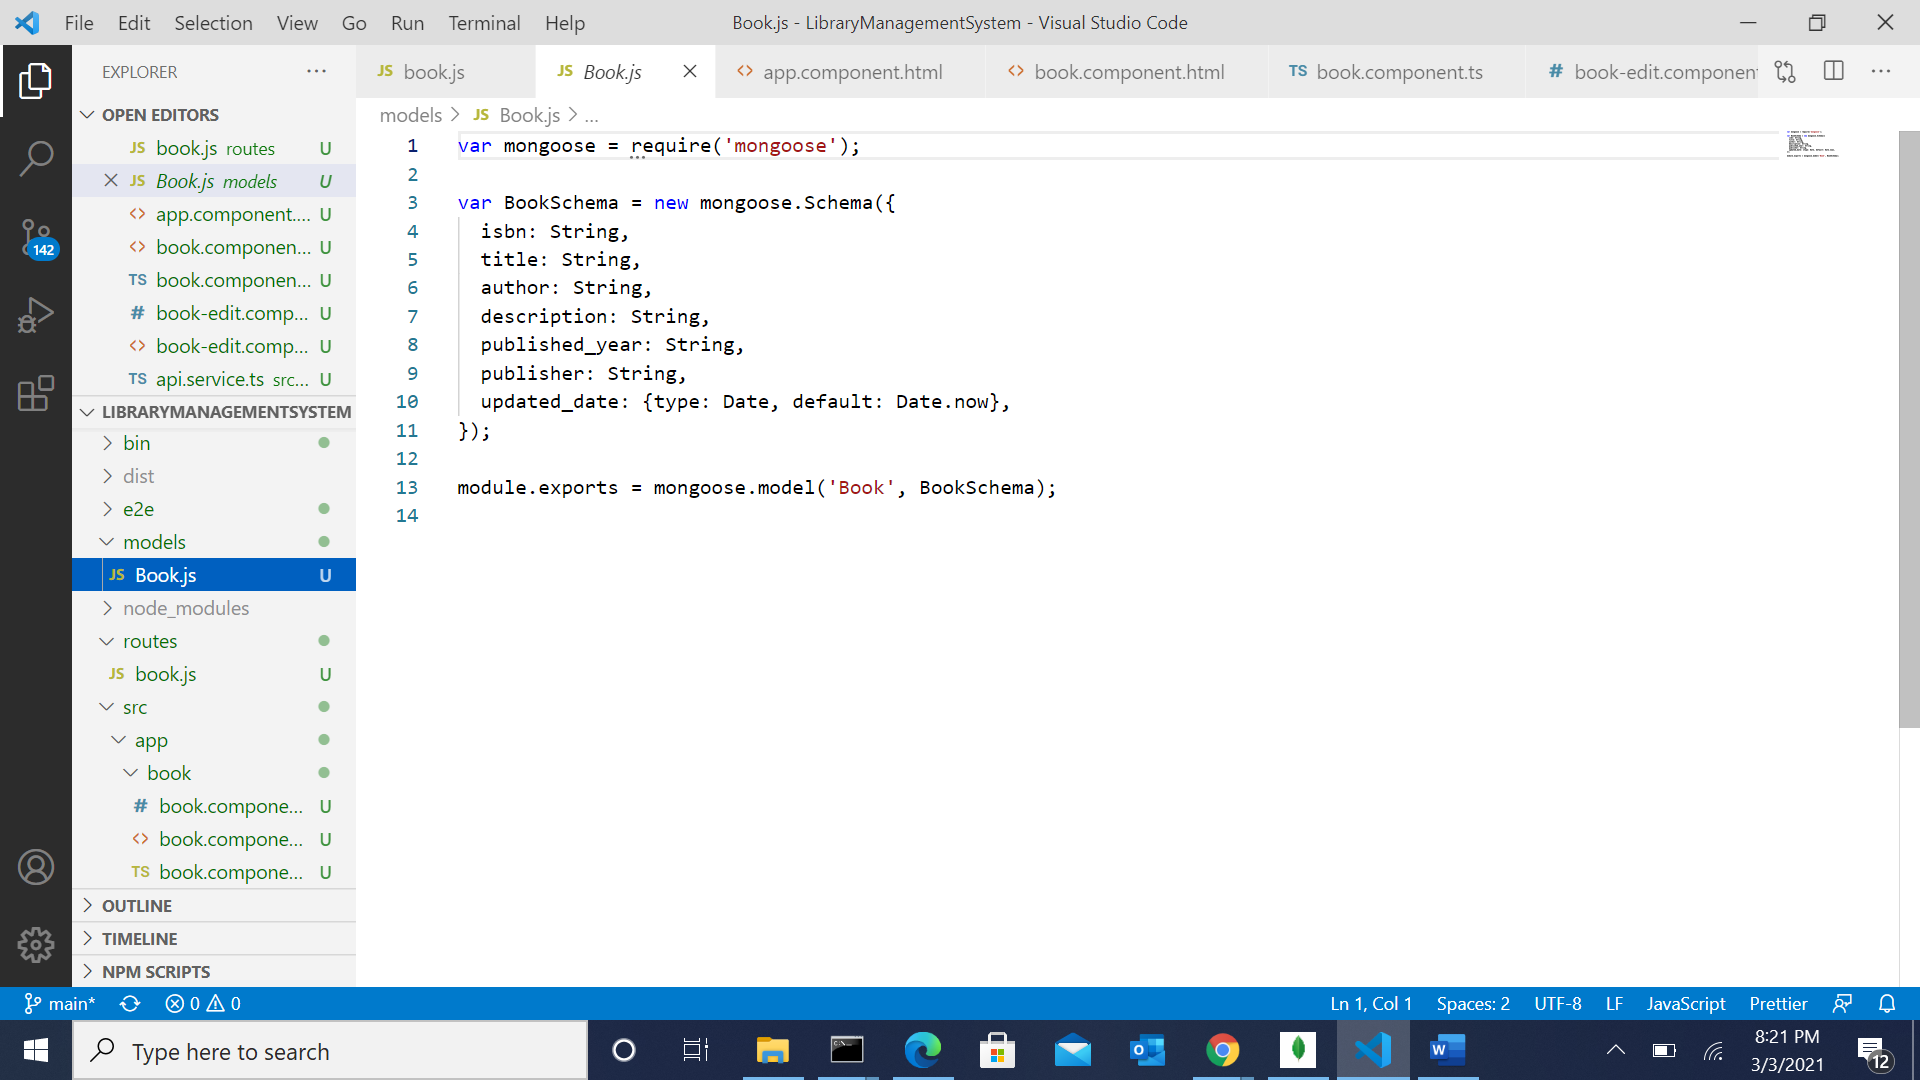 File Edit Selection View Go Run Terminal Help Book.js - LibraryManagementSystem - Visual Studio Code
EXPLORER
JS book.js JS Book.js <> app.component.html <> book.component.html TS book.component.ts # book-edit.component
OPEN EDITORS
JS book.js routes U
JS Book.js models U
<> app.component.... U
<> book.componen... U
TS book.componen... U
# book-edit.comp... U
<> book-edit.comp... U
TS api.service.ts src... U
LIBRARYMANAGEMENTSYSTEM
bin
dist
e2e
models
JS Book.js U
node_modules
routes
JS book.js U
src
app
book
# book.compone... U
<> book.compone... U
TS book.compone... U
OUTLINE
TIMELINE
NPM SCRIPTS
142
models > JS Book.js > ...
1 var mongoose = require('mongoose');
2
3 var BookSchema = new mongoose.Schema({
4 isbn: String,
5 title: String,
6 author: String,
7 description: String,
8 published_year: String,
9 publisher: String,
10 updated_date: {type: Date, default: Date.now},
11 });
12
13 module.exports = mongoose.model('Book', BookSchema);
14
main* 0 0 Ln 1, Col 1 Spaces: 2 UTF-8 LF JavaScript Prettier
Type here to search
8:21 PM
3/3/2021
12